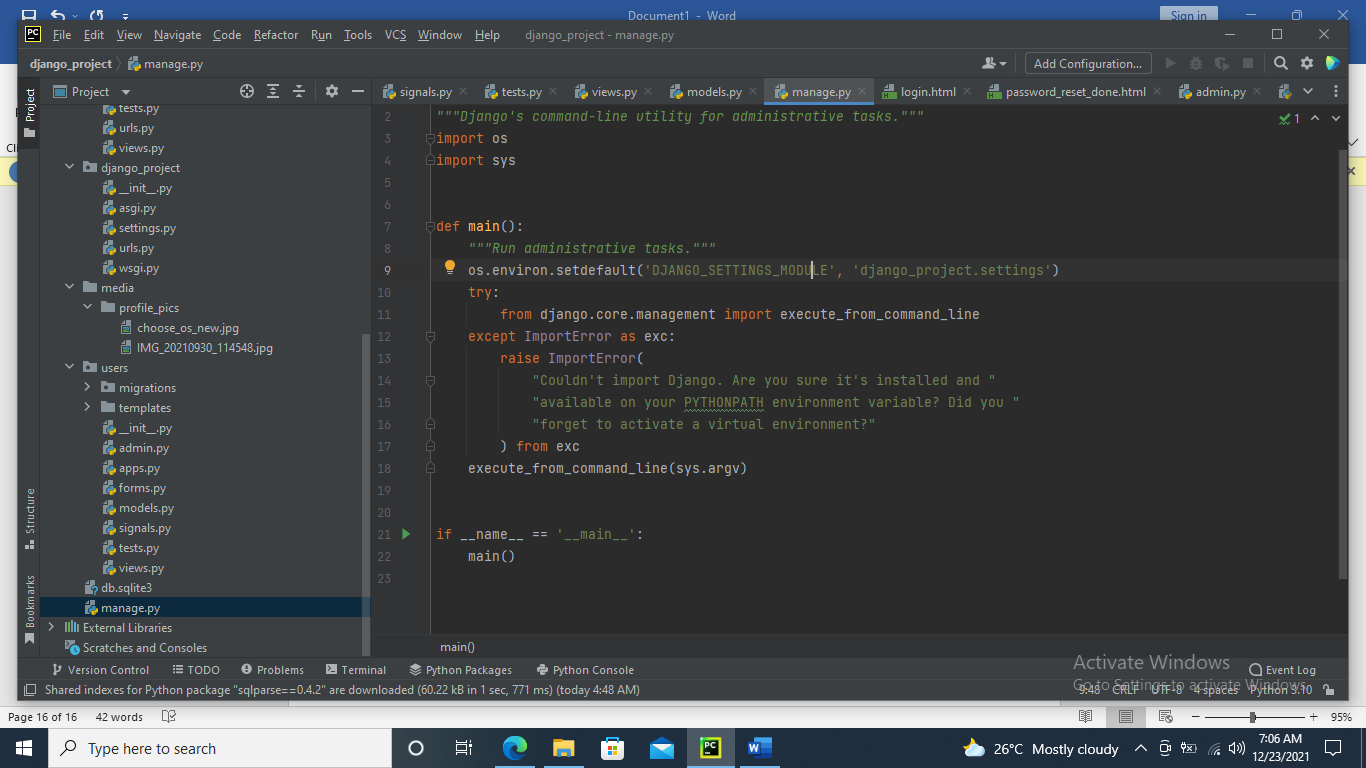 Document1 - Word
Sign in
PC File Edit View Navigate Code Refactor Run Tools VCS Window Help django_project - manage.py
django_project manage.py Add Configuration...
Project
Project
signals.py tests.py views.py models.py manage.py login.html password_reset_done.html admin.py
tests.py
urls.py
views.py
django_project
__init__.py
asgi.py
settings.py
urls.py
wsgi.py
media
profile_pics
choose_os_new.jpg
IMG_20210930_114548.jpg
users
migrations
templates
__init__.py
admin.py
apps.py
forms.py
models.py
signals.py
tests.py
views.py
db.sqlite3
manage.py
External Libraries
Scratches and Consoles
Structure
Bookmarks
1
2 """Django's command-line utility for administrative tasks."""
3 import os
4 import sys
5
6
7 def main():
8 """Run administrative tasks."""
9 os.environ.setdefault('DJANGO_SETTINGS_MODULE', 'django_project.settings')
10 try:
11 from django.core.management import execute_from_command_line
12 except ImportError as exc:
13 raise ImportError(
14 "Couldn't import Django. Are you sure it's installed and "
15 "available on your PYTHONPATH environment variable? Did you "
16 "forget to activate a virtual environment?"
17 ) from exc
18 execute_from_command_line(sys.argv)
19
20
21 if __name__ == '__main__':
22 main()
23
main()
Version Control TODO Problems Terminal Python Packages Python Console Event Log
Activate Windows
Go to Settings to activate Windows.
Shared indexes for Python package "sqlparse==0.4.2" are downloaded (60.22 kB in 1 sec, 771 ms) (today 4:48 AM) 9:48 CRLF UTF-8 4 spaces Python 3.10
Page 16 of 16 42 words 95%
Type here to search
PC
26°C Mostly cloudy
7:06 AM
12/23/2021